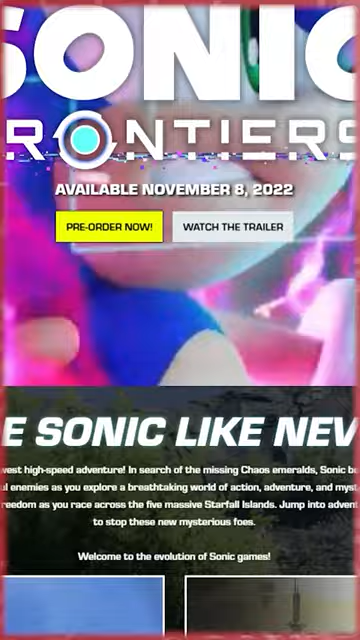 SONIC
FRONTIERS
AVAILABLE NOVEMBER 8, 2022
PRE-ORDER NOW!
WATCH THE TRAILER
E SONIC LIKE NEV
west high-speed adventure! In search of the missing Chaos emeralds, Sonic be
ul enemies as you explore a breathtaking world of action, adventure, and myst
reedom as you race across the five massive Starfall Islands. Jump into advent
to stop these new mysterious foes.
Welcome to the evolution of Sonic games!